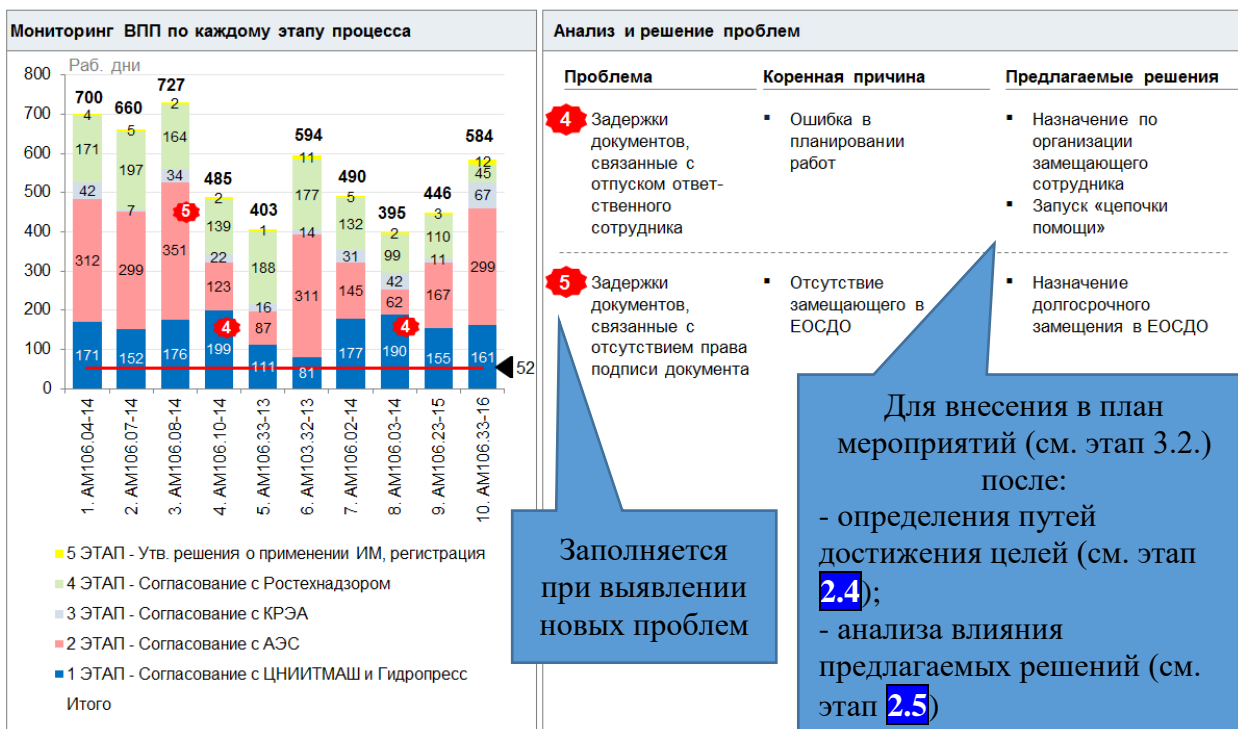 Мониторинг ВПП по каждому этапу процесса
Раб. дни
800
700
600
500
400
300
200
100
0
700
4
171
42
312
171
660
5
197
7
299
152
727
2
164
34
5
351
176
485
2
139
22
123
4
199
403
1
188
16
87
111
594
11
177
14
311
81
490
5
132
31
145
177
395
2
99
42
62
4
190
446
3
110
11
167
155
584
12
45
67
299
161
52
1. АМ106.04-14
2. АМ106.07-14
3. АМ106.08-14
4. АМ106.10-14
5. АМ106.33-13
6. АМ103.32-13
7. АМ106.02-14
8. АМ106.03-14
9. АМ106.23-15
10. АМ106.33-16
5 ЭТАП - Утв. решения о применении ИМ, регистрация
4 ЭТАП - Согласование с Ростехнадзором
3 ЭТАП - Согласование с КРЭА
2 ЭТАП - Согласование с АЭС
1 ЭТАП - Согласование с ЦНИИТМАШ и Гидропресс
Итого
Анализ и решение проблем
Проблема
Коренная причина
Предлагаемые решения
4
Задержки
документов,
связанные с
отпуском ответ-
ственного
сотрудника
▪ Ошибка в
планировании
работ
▪ Назначение по
организации
замещающего
сотрудника
▪ Запуск «цепочки
помощи»
5
Задержки
документов,
связанные с
отсутствием права
подписи документа
▪ Отсутствие
замещающего в
ЕОСДО
▪ Назначение
долгосрочного
замещения в ЕОСДО
Заполняется
при выявлении
новых проблем
Для внесения в план
мероприятий (см. этап 3.2.)
после:
- определения путей
достижения целей (см. этап
2.4);
- анализа влияния
предлагаемых решений (см.
этап 2.5)